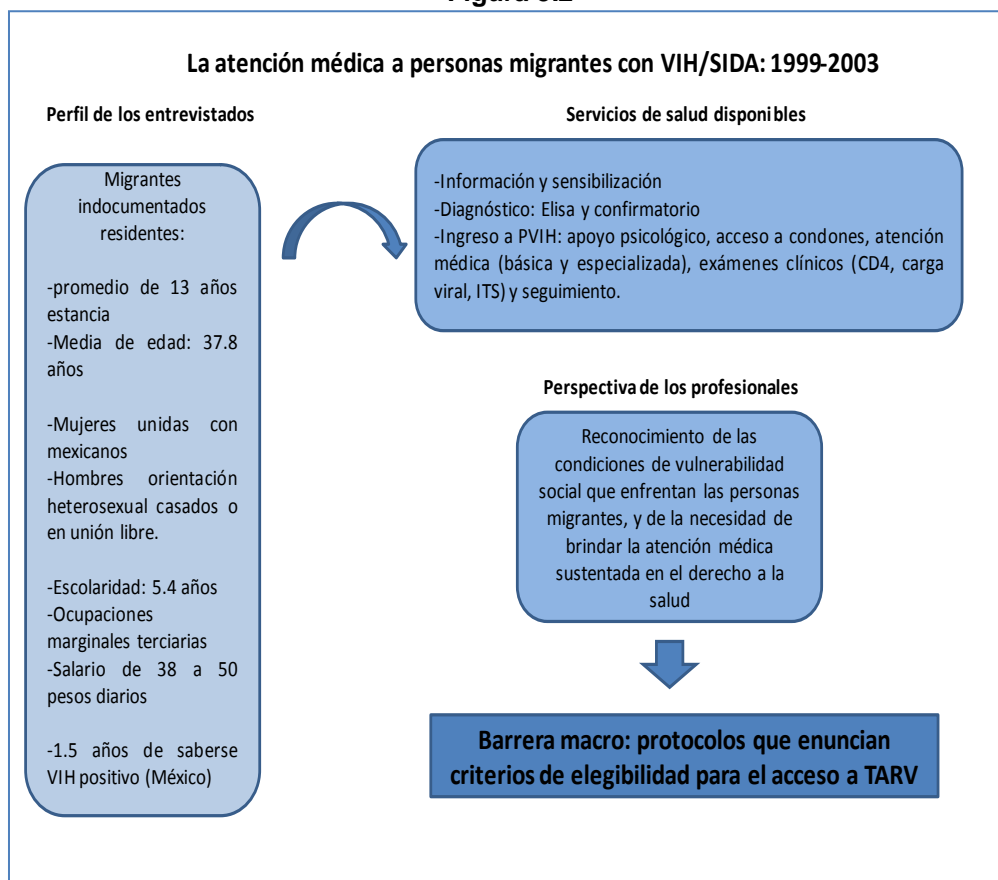 La atención médica a personas migrantes con VIH/SIDA: 1999-2003
Perfil de los entrevistados
Migrantes
indocumentados
residentes:
-promedio de 13 años
estancia
-Media de edad: 37.8
años
-Mujeres unidas con
mexicanos
-Hombres orientación
heterosexual casados o
en unión libre.
-Escolaridad: 5.4 años
-Ocupaciones
marginales terciarias
-Salario de 38 a 50
pesos diarios
-1.5 años de saberse
VIH positivo (México)
Servicios de salud disponibles
-Información y sensibilización
-Diagnóstico: Elisa y confirmatorio
-Ingreso a PVIH: apoyo psicológico, acceso a condones, atención
médica (básica y especializada), exámenes clínicos (CD4, carga
viral, ITS) y seguimiento.
Perspectiva de los profesionales
Reconocimiento de las
condiciones de vulnerabilidad
social que enfrentan las personas
migrantes, y de la necesidad de
brindar la atención médica
sustentada en el derecho a la
salud
Barrera macro: protocolos que enuncian
criterios de elegibilidad para el acceso a TARV